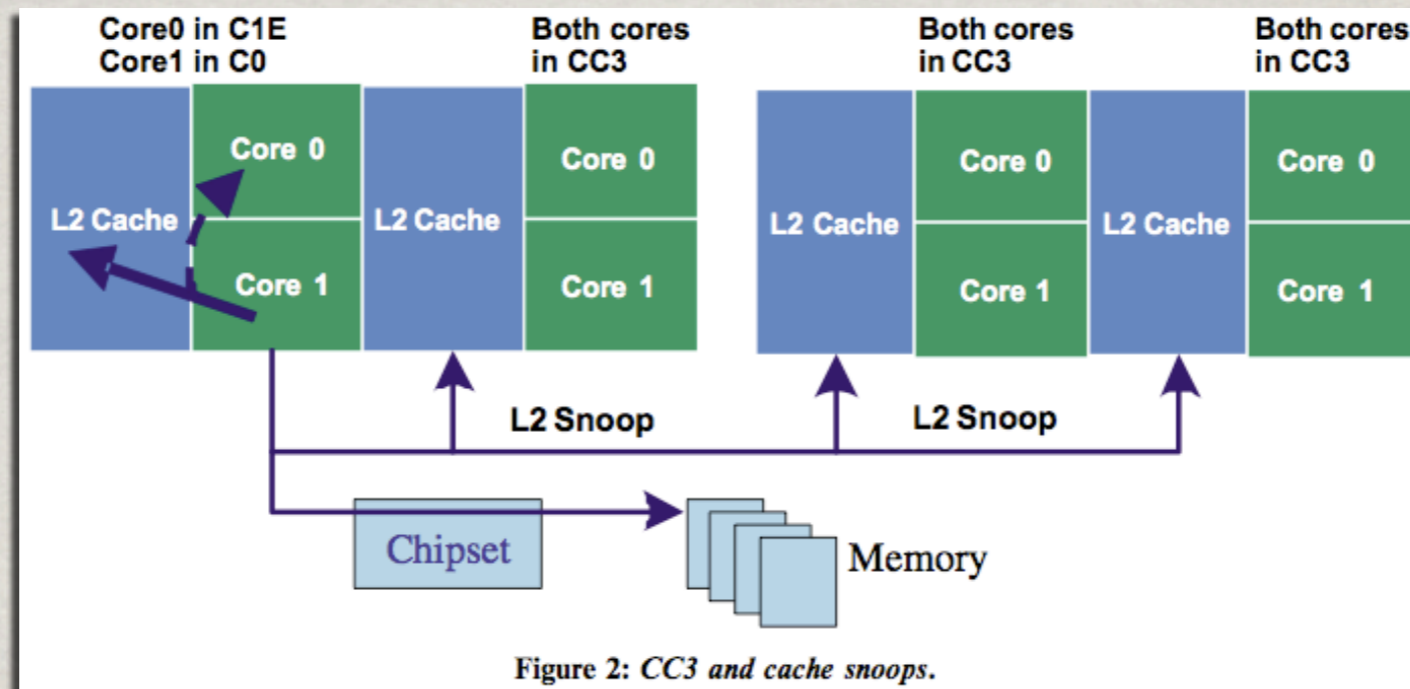 Core0 in C1E
Core1 in C0
Both cores
in CC3
Both cores
in CC3
Both cores
in CC3
L2 Cache
Core 0
Core 1
L2 Cache
Core 0
Core 1
L2 Cache
Core 0
Core 1
L2 Cache
Core 0
Core 1
L2 Snoop
L2 Snoop
Chipset
Memory
Figure 2: CC3 and cache snoops.